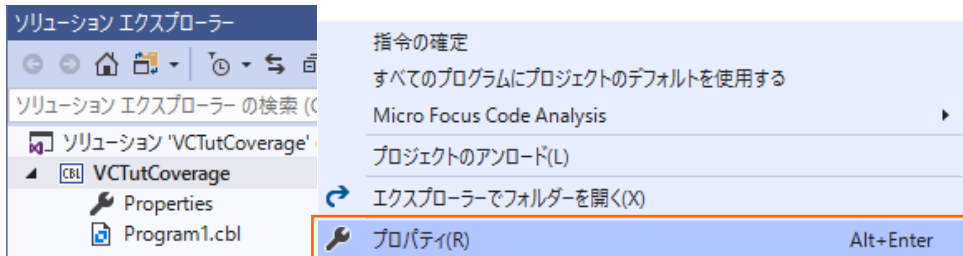 ソリューション エクスプローラー
ソリューション エクスプローラー の検索 (C
ソリューション 'VCTutCoverage'
CBL VCTutCoverage
Properties
Program1.cbl
指令の確定
すべてのプログラムにプロジェクトのデフォルトを使用する
Micro Focus Code Analysis
プロジェクトのアンロード(L)
エクスプローラーでフォルダーを開く(X)
プロパティ(R) Alt+Enter